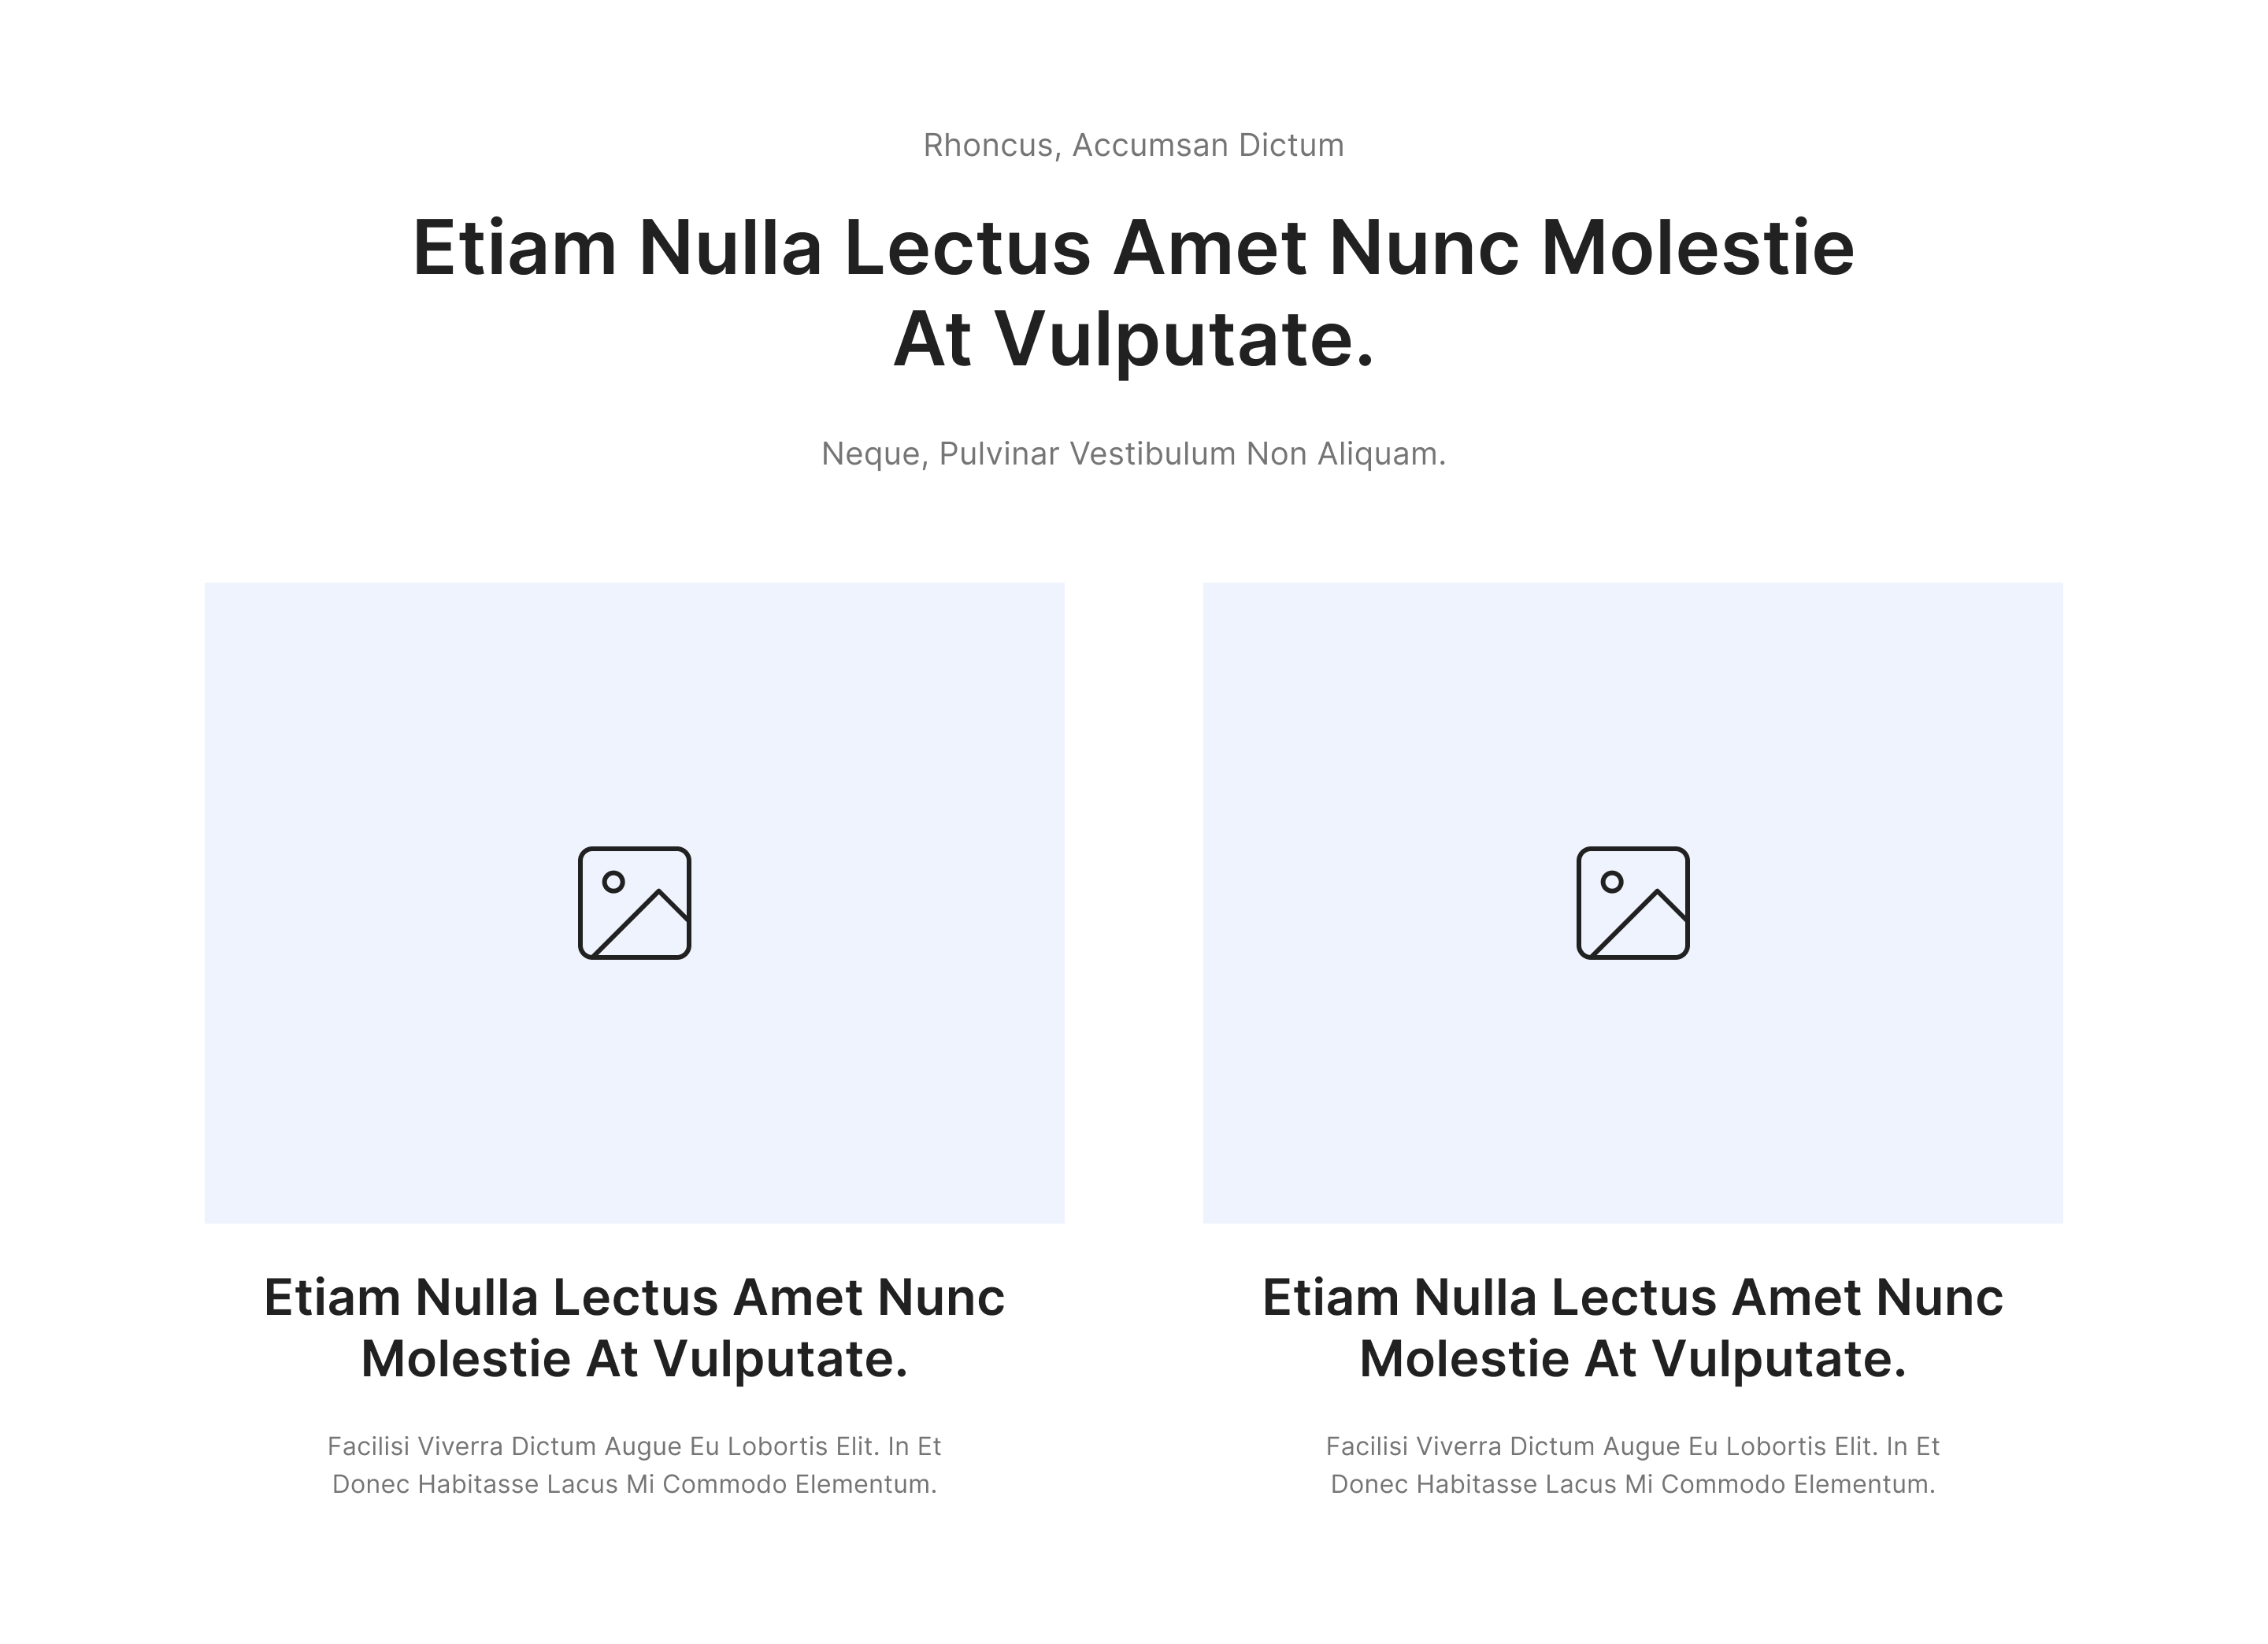 Rhoncus, Accumsan Dictum
Etiam Nulla Lectus Amet Nunc Molestie
At Vulputate.
Neque, Pulvinar Vestibulum Non Aliquam.
Etiam Nulla Lectus Amet Nunc
Molestie At Vulputate.
Facilisi Viverra Dictum Augue Eu Lobortis Elit. In Et
Donec Habitasse Lacus Mi Commodo Elementum.
Etiam Nulla Lectus Amet Nunc
Molestie At Vulputate.
Facilisi Viverra Dictum Augue Eu Lobortis Elit. In Et
Donec Habitasse Lacus Mi Commodo Elementum.